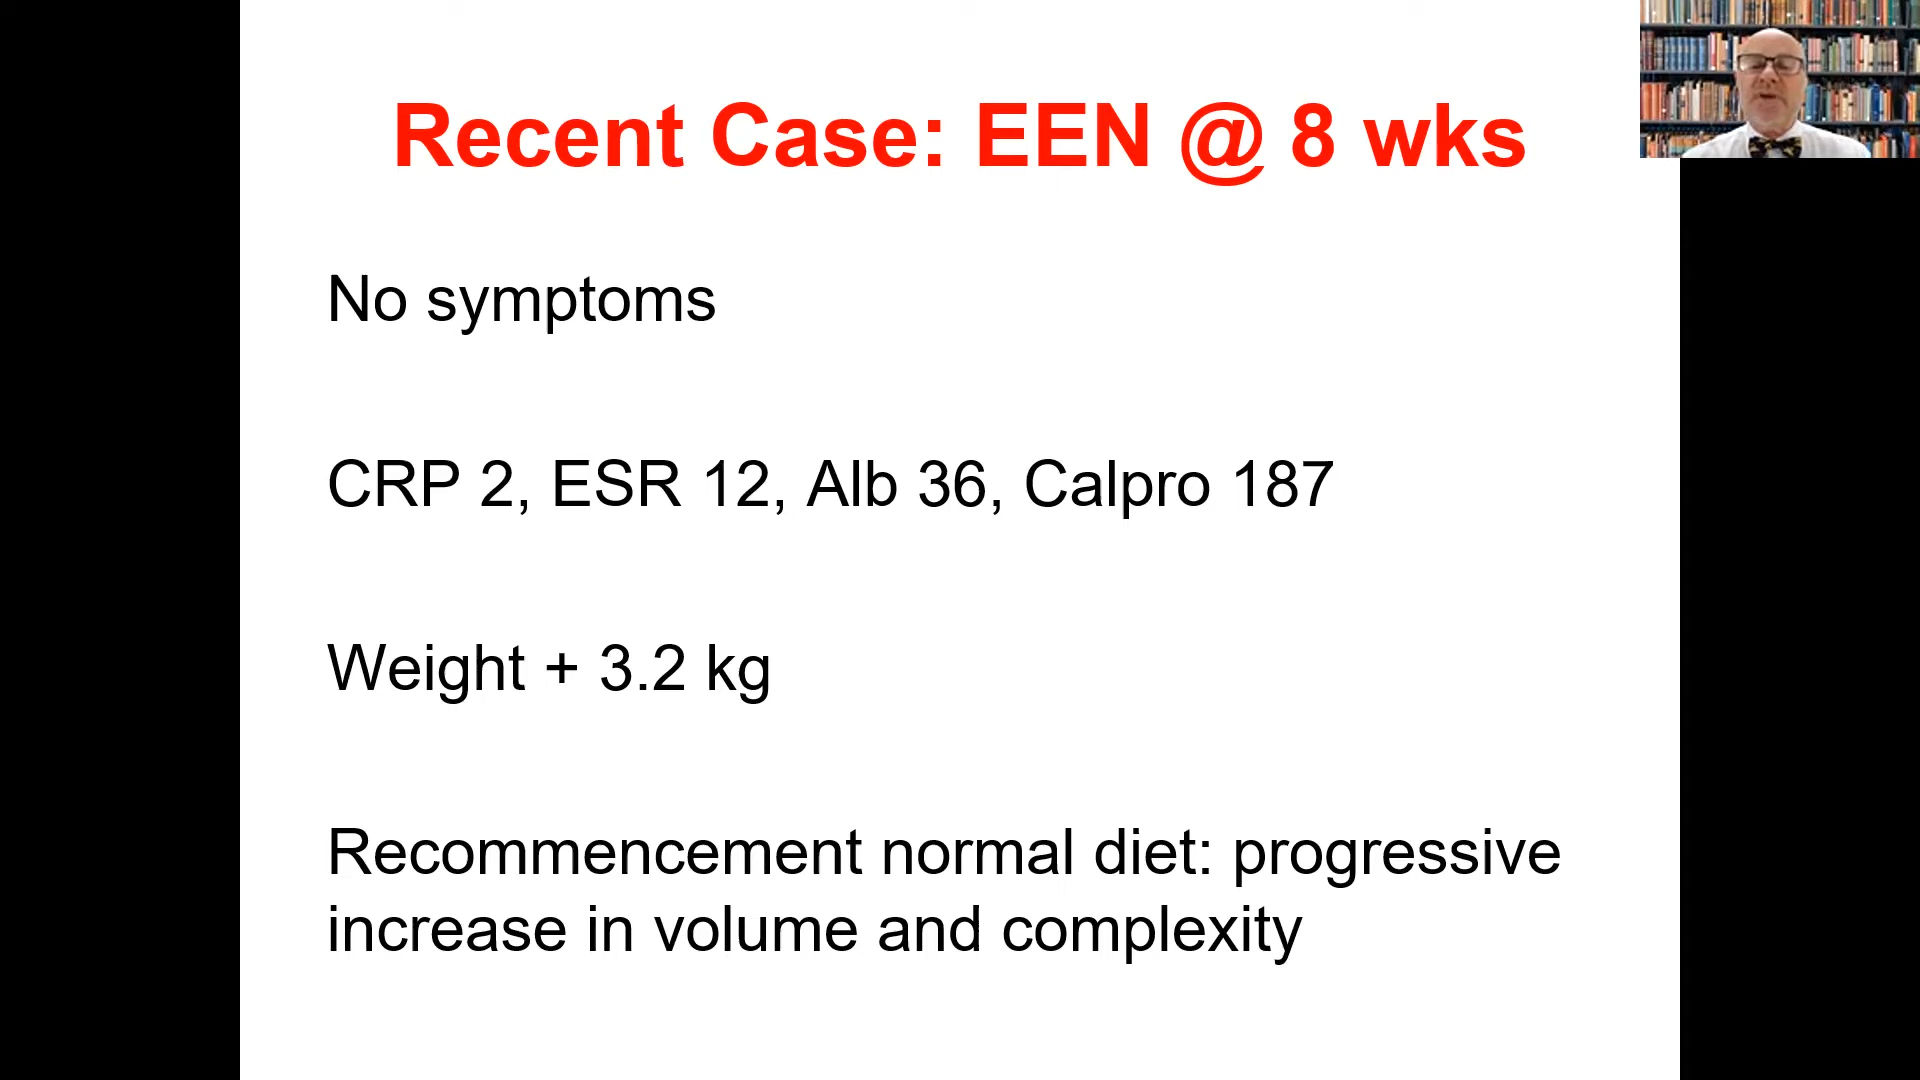 Recent Case: EEN @ 8 wks
No symptoms
CRP 2, ESR 12, Alb 36, Calpro 187
Weight + 3.2 kg
Recommencement normal diet: progressive
increase in volume and complexity